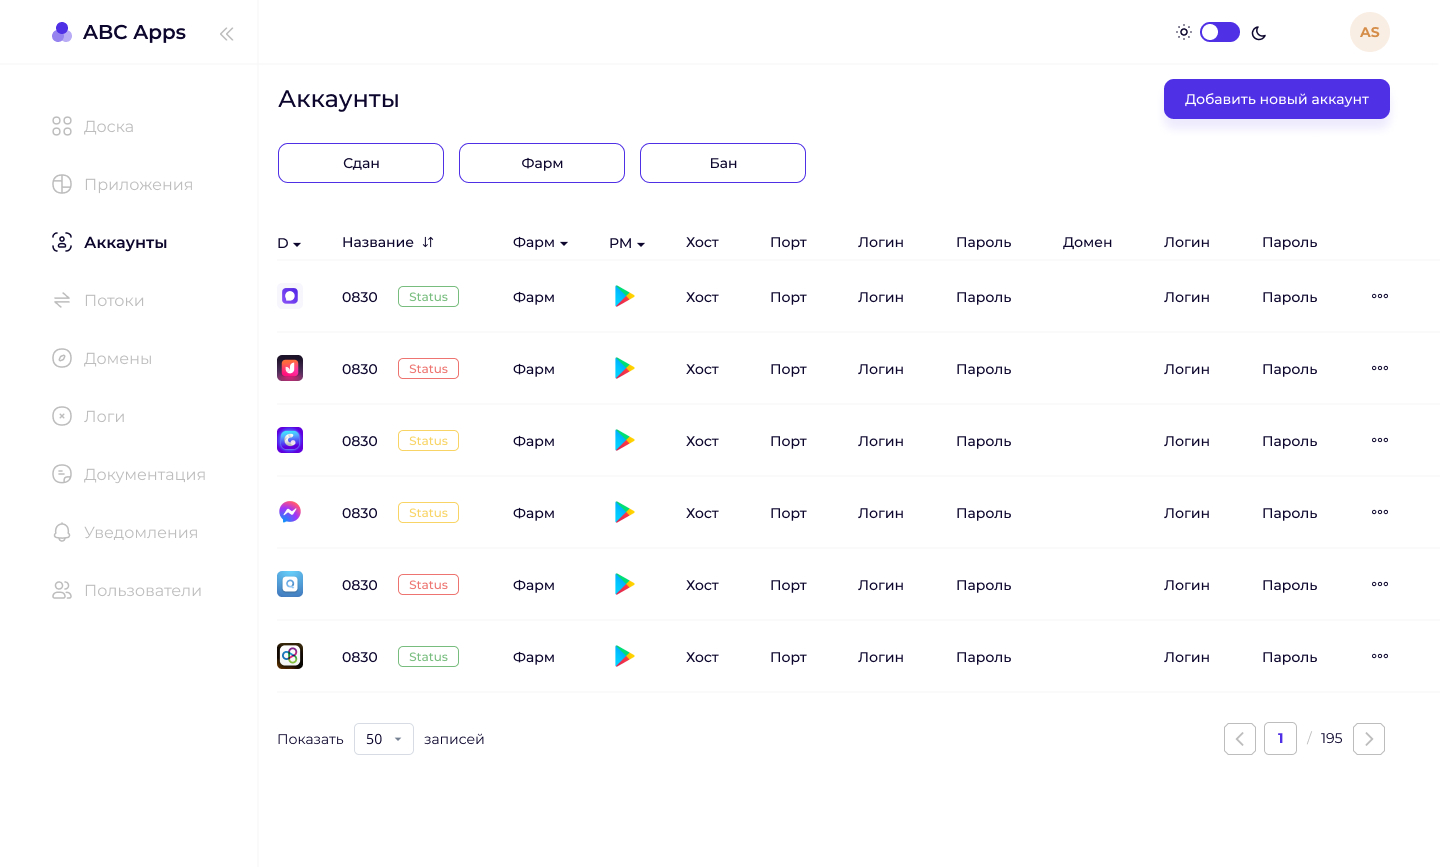 ABC Apps
AS
Доска
Приложения
Аккаунты
Потоки
Домены
Логи
Документация
Уведомления
Пользователи
Аккаунты
Добавить новый аккаунт
Сдан Фарм Бан
D Название Фарм PM Хост Порт Логин Пароль Домен Логин Пароль
0830 Status Фарм Хост Порт Логин Пароль Логин Пароль
0830 Status Фарм Хост Порт Логин Пароль Логин Пароль
0830 Status Фарм Хост Порт Логин Пароль Логин Пароль
0830 Status Фарм Хост Порт Логин Пароль Логин Пароль
0830 Status Фарм Хост Порт Логин Пароль Логин Пароль
0830 Status Фарм Хост Порт Логин Пароль Логин Пароль
Показать 50 записей
1 / 195